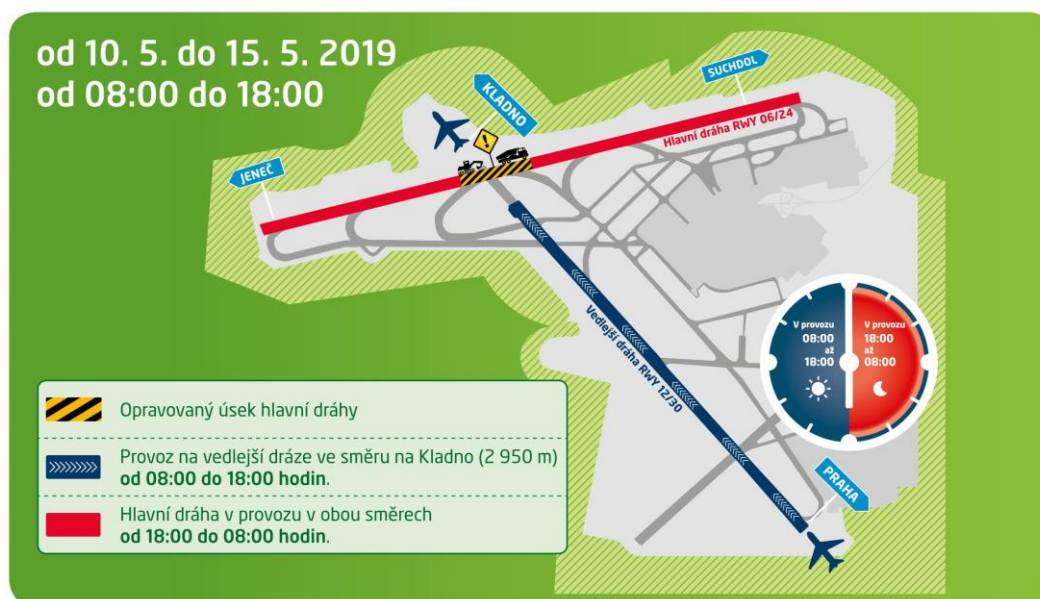 od 10. 5. do 15. 5. 2019
od 08:00 do 18:00
SUCHDOL
KLADNO
Hlavní dráha RWY 06/24
JENEČ
Vedlejší dráha RWY 12/30
V provozu
08:00
až
18:00
V provozu
18:00
až
08:00
PRAHA
Opravovaný úsek hlavní dráhy
Provoz na vedlejší dráze ve směru na Kladno (2 950 m)
od 08:00 do 18:00 hodin.
Hlavní dráha v provozu v obou směrech
od 18:00 do 08:00 hodin.